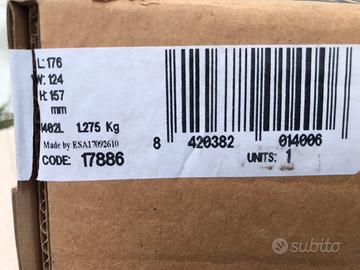 L: 176
W: 124
H: 157
mm
1.275 Kg
Made by ESA17092610
CODE: 17886
8 420382 014006
UNITS: 1
subito